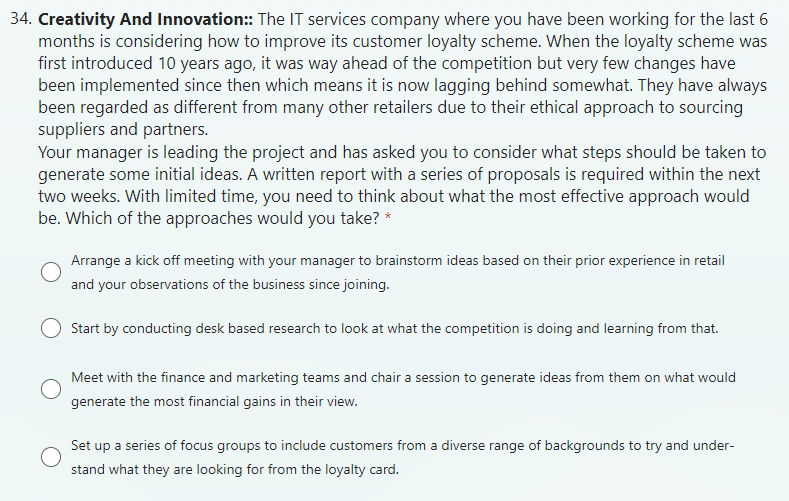 34. Creativity And Innovation:: The IT services company where you have been working for the last 6
months is considering how to improve its customer loyalty scheme. When the loyalty scheme was
first introduced 10 years ago, it was way ahead of the competition but very few changes have
been implemented since then which means it is now lagging behind somewhat. They have always
been regarded as different from many other retailers due to their ethical approach to sourcing
suppliers and partners.
Your manager is leading the project and has asked you to consider what steps should be taken to
generate some initial ideas. A written report with a series of proposals is required within the next
two weeks. With limited time, you need to think about what the most effective approach would
be. Which of the approaches would you take? *
Arrange a kick off meeting with your manager to brainstorm ideas based on their prior experience in retail
and your observations of the business since joining.
Start by conducting desk based research to look at what the competition is doing and learning from that.
Meet with the finance and marketing teams and chair a session to generate ideas from them on what would
generate the most financial gains in their view.
Set up a series of focus groups to include customers from a diverse range of backgrounds to try and under-
stand what they are looking for from the loyalty card.